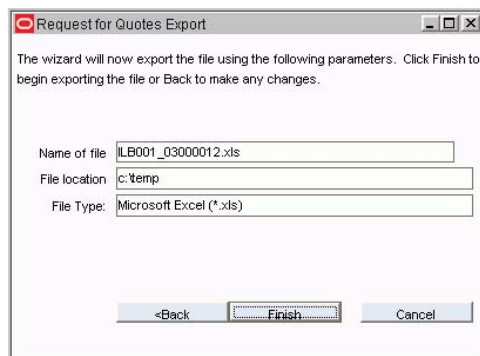 Request for Quotes Export
The wizard will now export the file using the following parameters. Click Finish to
begin exporting the file or Back to make any changes.
Name of file ILB001_03000012.xls
File location c:\temp
File Type: Microsoft Excel (*.xls)
<Back Finish Cancel